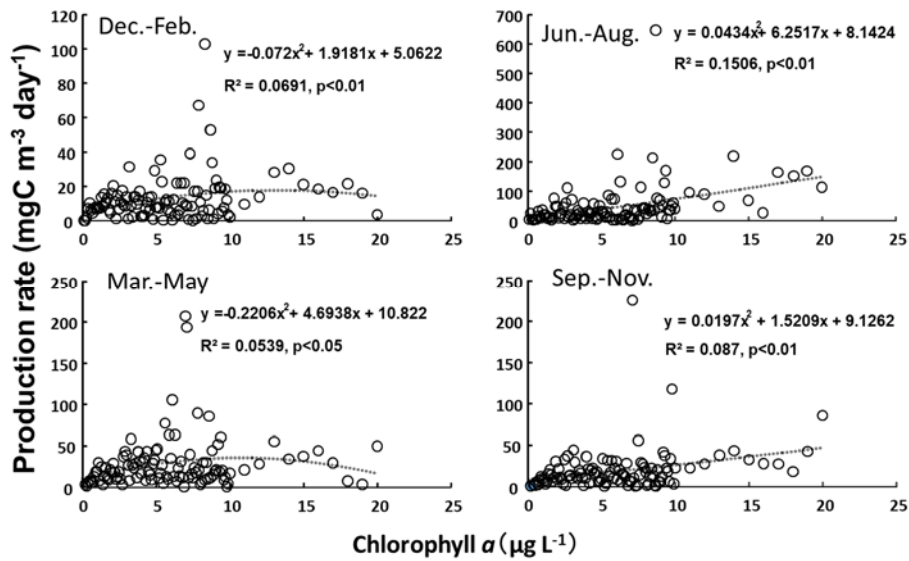 Production rate (mgC m⁻³ day⁻¹)
Dec.-Feb.
y =-0.072x²+ 1.9181x + 5.0622
R² = 0.0691, p<0.01
120
100
80
60
40
20
0
0 5 10 15 20 25
Jun.-Aug.
y = 0.0434x²+ 6.2517x + 8.1424
R² = 0.1506, p<0.01
700
600
500
400
300
200
100
0
0 5 10 15 20 25
Mar.-May
y =-0.2206x² + 4.6938x + 10.822
R² = 0.0539, p<0.05
250
200
150
100
50
0
0 5 10 15 20 25
Sep.-Nov.
y = 0.0197x² + 1.5209x + 9.1262
R² = 0.087, p<0.01
250
200
150
100
50
0
0 5 10 15 20 25
Chlorophyll a (µg L⁻¹)